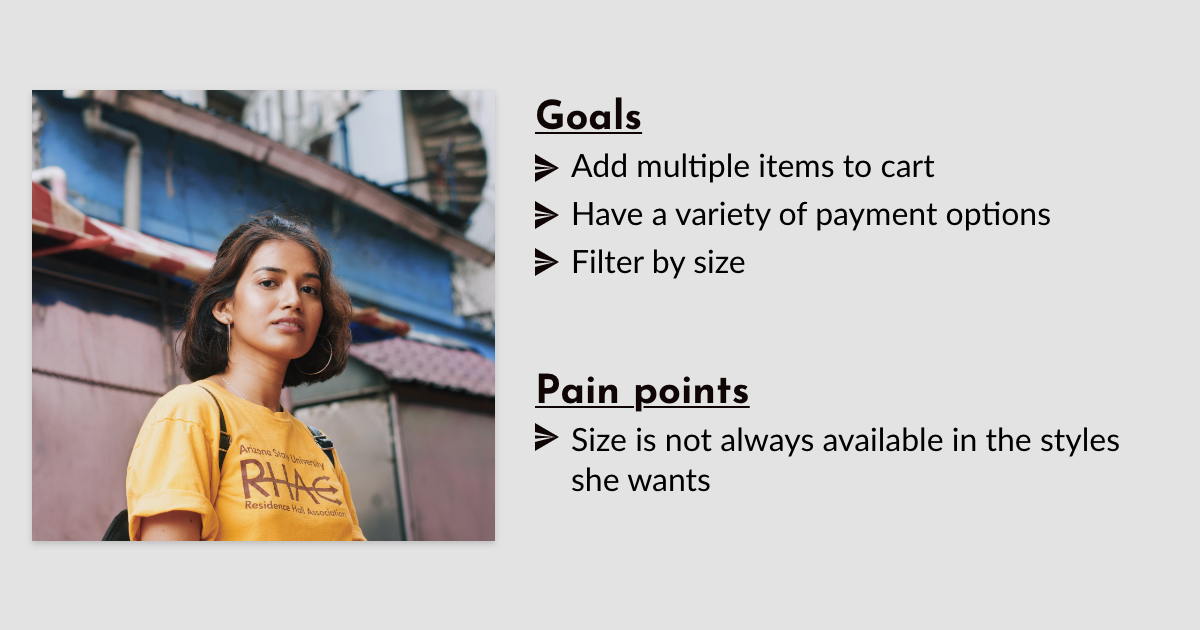 Goals
Add multiple items to cart
Have a variety of payment options
Filter by size
Pain points
Size is not always available in the styles
she wants
Arizona State University
RHA
Residence Hall Association